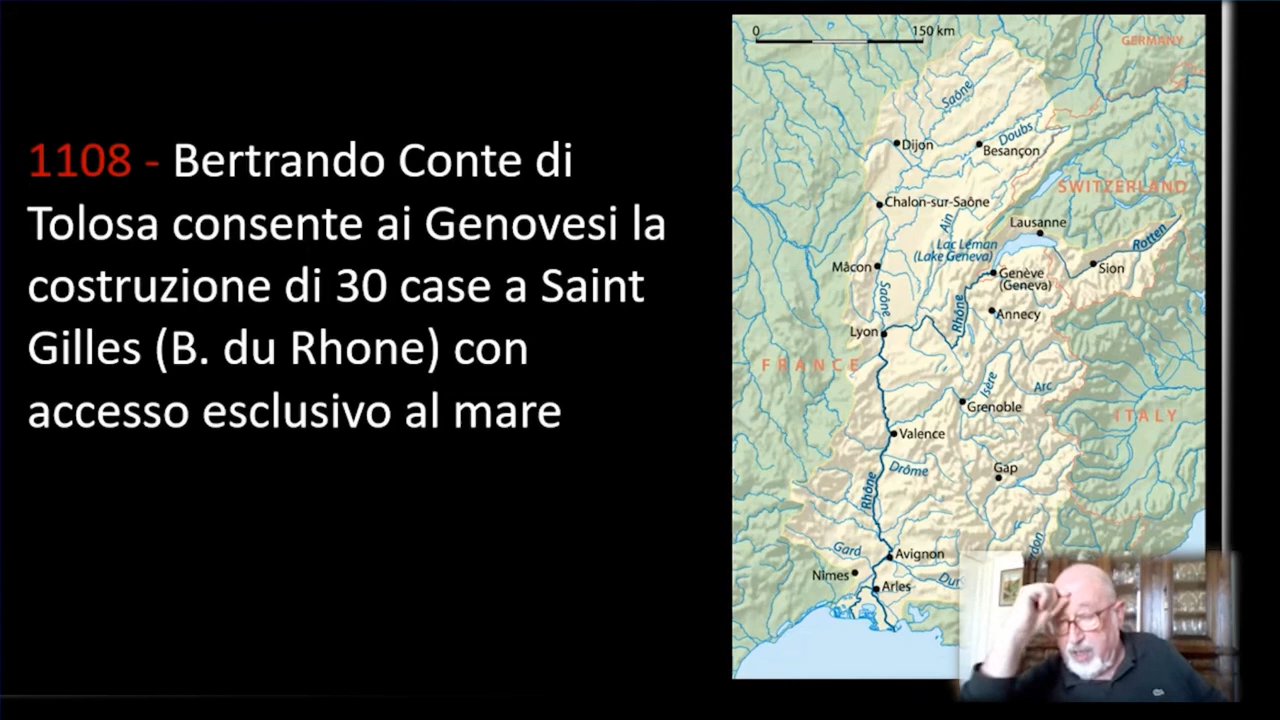 1108 - Bertrando Conte di
Tolosa consente ai Genovesi la
costruzione di 30 case a Saint
Gilles (B. du Rhone) con
accesso esclusivo al mare
0 150 km
GERMANY
Saône
Dijon
Doubs
Besançon
SWITZERLAND
Chalon-sur-Saône
Ain
Lausanne
Rotten
Lac Léman
(Lake Geneva)
Mâcon
Sion
Genève
(Geneva)
Saône
Rhône
Annecy
Lyon
FRANCE
Isère
Arc
Grenoble
ITALY
Valence
Drôme
Gap
Rhône
Gard
Avignon
Nîmes
Arles